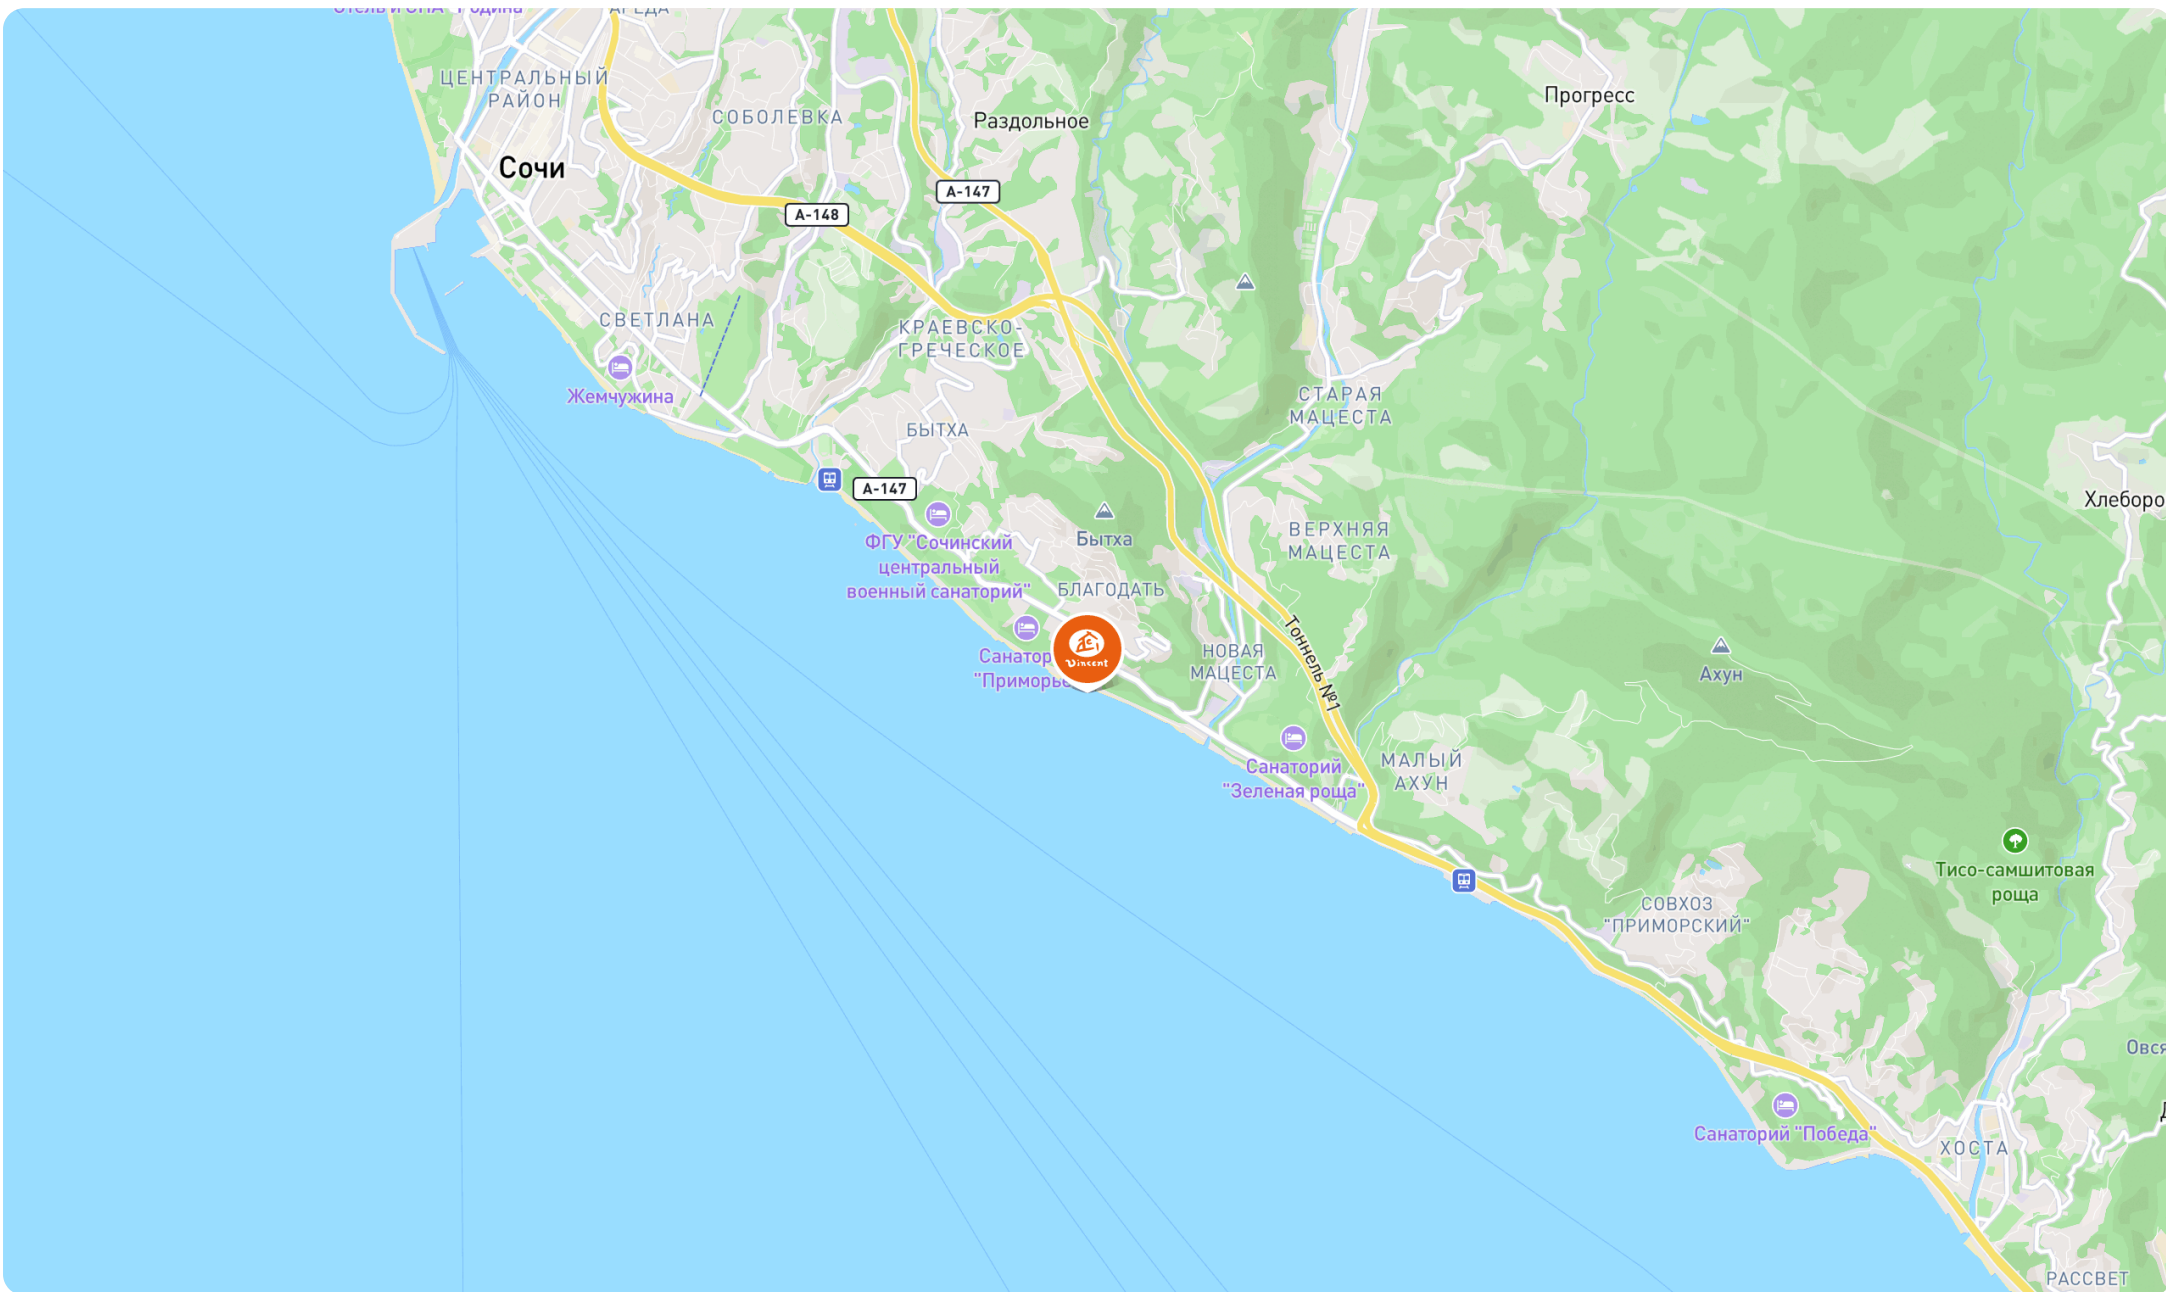 Отель и СПА "Родина"
АРЕДА
ЦЕНТРАЛЬНЫЙ
РАЙОН
СОБОЛЕВКА
Раздольное
Прогресс
Сочи
А-147
А-148
СВЕТЛАНА
КРАЕВСКО-
ГРЕЧЕСКОЕ
Жемчужина
СТАРАЯ
МАЦЕСТА
БЫТХА
А-147
Хлеборо
ФГУ "Сочинский
центральный
военный санаторий"
Бытха
ВЕРХНЯЯ
МАЦЕСТА
БЛАГОДАТЬ
Vincent
Санатор
"Приморье
НОВАЯ
МАЦЕСТА
Тоннель №1
Ахун
Санаторий
"Зеленая роща"
МАЛЫЙ
АХУН
Тисо-самшитовая
роща
СОВХОЗ
"ПРИМОРСКИЙ"
Овся
Санаторий "Победа"
ХОСТА
РАССВЕТ